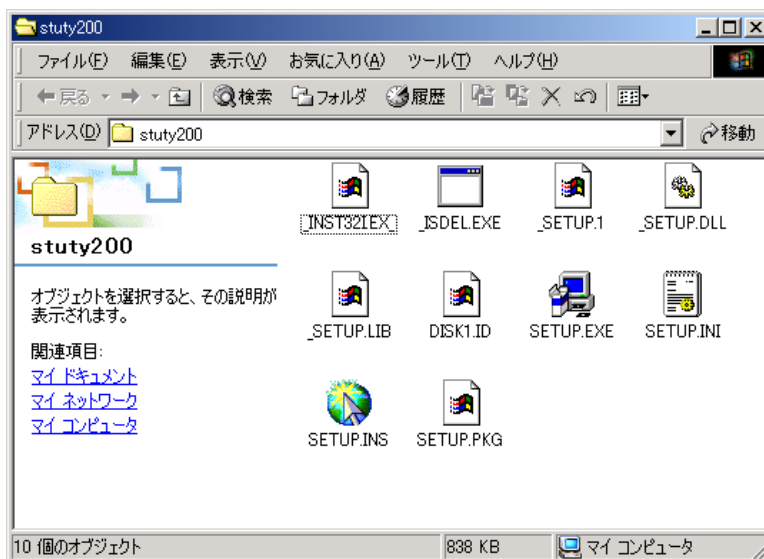 stuty200
ファイル(F) 編集(E) 表示(V) お気に入り(A) ツール(T) ヘルプ(H)
戻る 検索 フォルダ 履歴
アドレス(D) stuty200 移動
stuty200
オブジェクトを選択すると、その説明が
表示されます。
関連項目:
マイ ドキュメント
マイ ネットワーク
マイ コンピュータ
_INST32I.EX_ _ISDEL.EXE _SETUP.1 _SETUP.DLL
_SETUP.LIB DISK1.ID SETUP.EXE SETUP.INI
SETUP.INS SETUP.PKG
10 個のオブジェクト 838 KB マイ コンピュータ